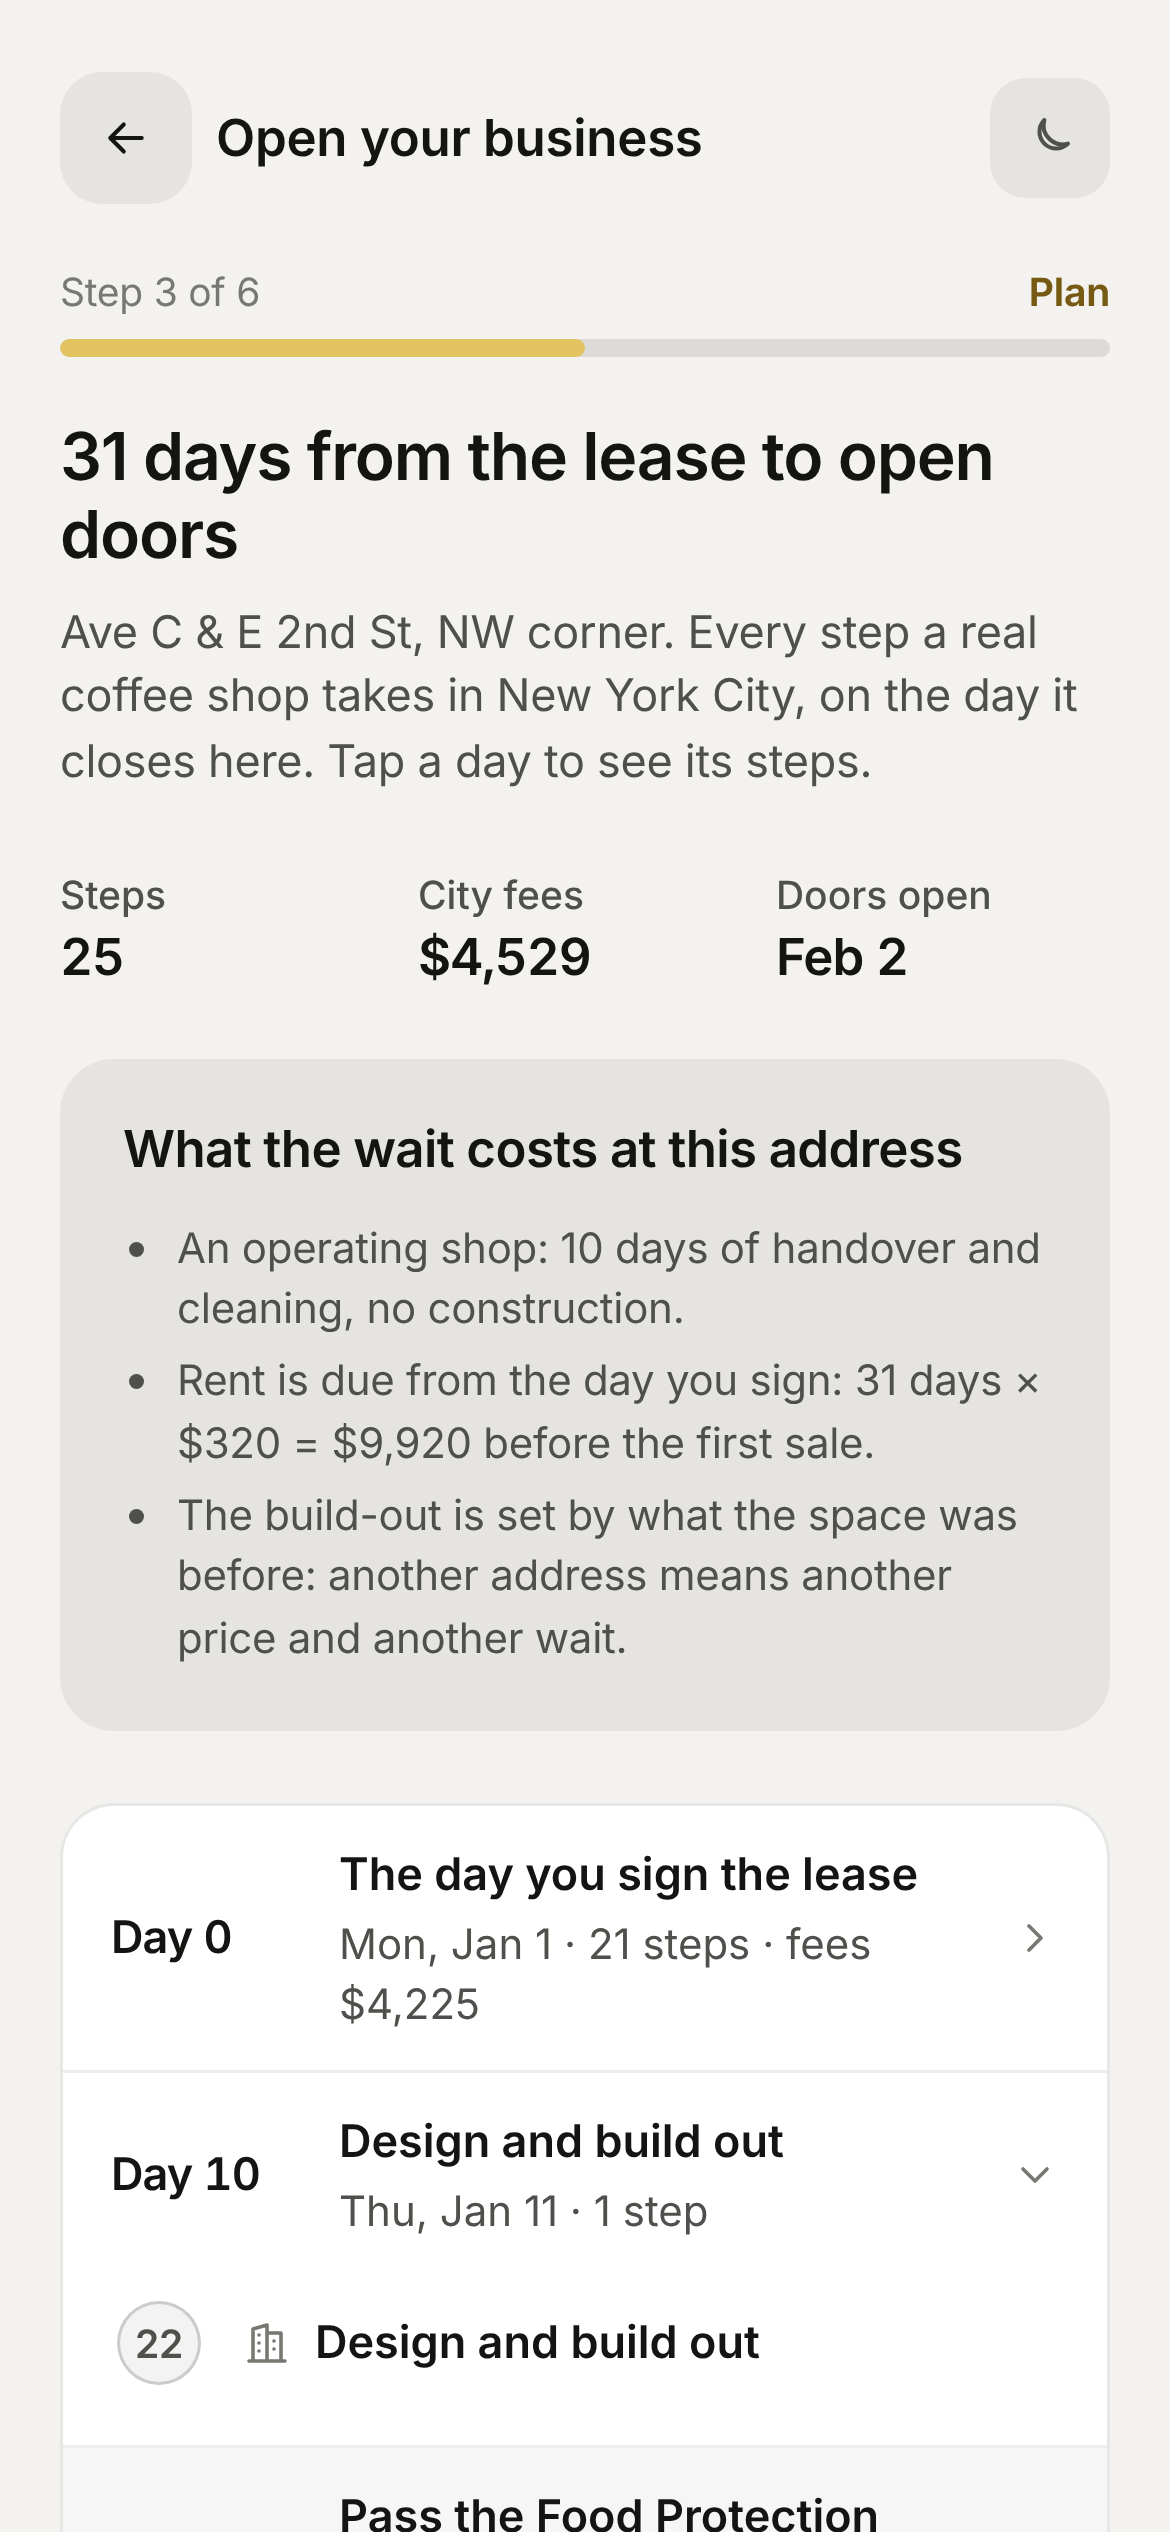 Open your business
Step 3 of 6
Plan
31 days from the lease to open
doors
Ave C & E 2nd St, NW corner. Every step a real
coffee shop takes in New York City, on the day it
closes here. Tap a day to see its steps.
Steps
City fees
Doors open
25
$4,529
Feb 2
What the wait costs at this address
• An operating shop: 10 days of handover and
cleaning, no construction.
• Rent is due from the day you sign: 31 days ×
$320 = $9,920 before the first sale.
• The build-out is set by what the space was
before: another address means another
price and another wait.
The day you sign the lease
Day 0
Mon, Jan 1 · 21 steps · fees
$4,225
Design and build out
Day 10
Thu, Jan 11 · 1 step
22
Design and build out
Pass the Food Protection